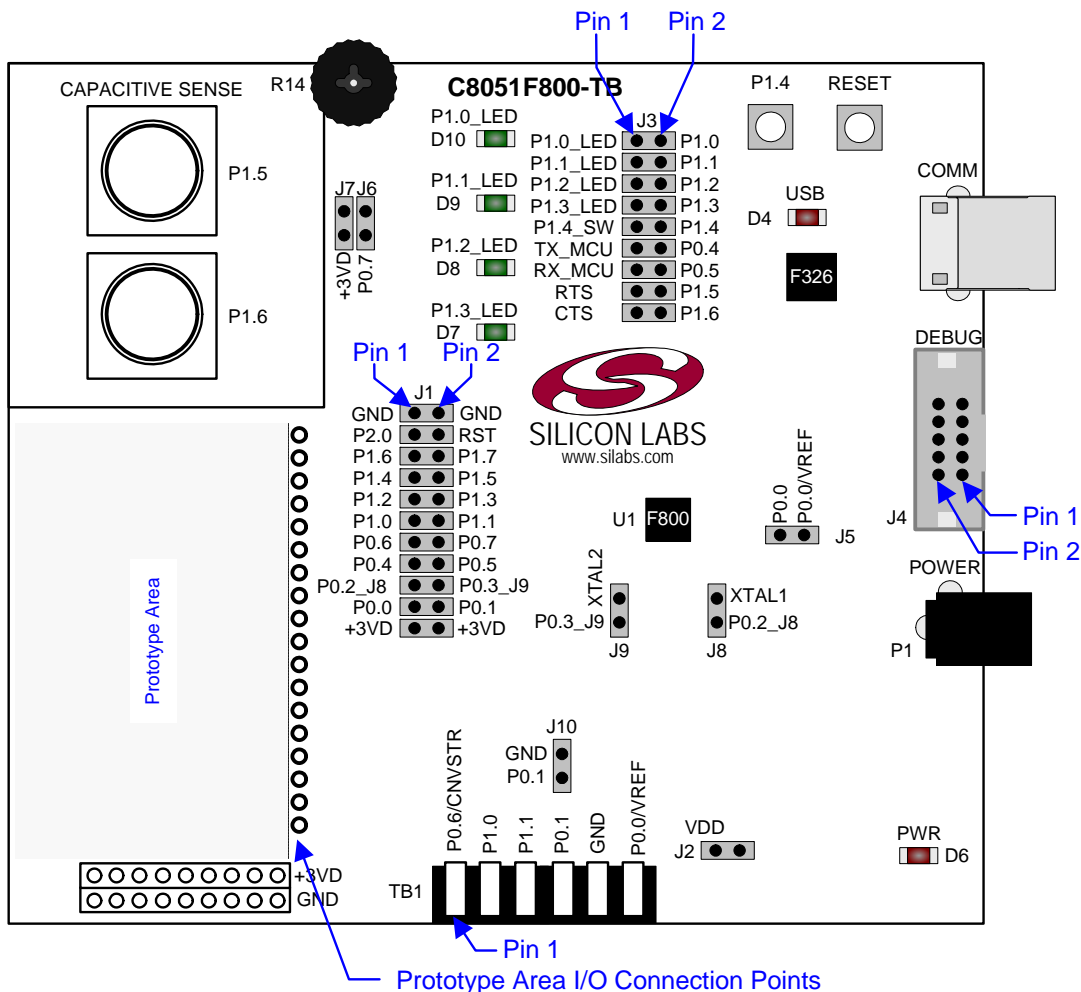 Pin 1
Pin 2
CAPACITIVE SENSE
R14
C8051F800-TB
P1.4
RESET
P1.5
P1.6
J7
J6
+3VD
P0.7
P1.0_LED
D10
P1.1_LED
D9
P1.2_LED
D8
P1.3_LED
D7
J3
P1.0_LED
P1.0
P1.1_LED
P1.1
P1.2_LED
P1.2
P1.3_LED
P1.3
P1.4_SW
P1.4
TX_MCU
P0.4
RX_MCU
P0.5
RTS
P1.5
CTS
P1.6
USB
D4
F326
COMM
DEBUG
J4
Pin 1
Pin 2
Pin 1
Pin 2
J1
GND
GND
P2.0
RST
P1.6
P1.7
P1.4
P1.5
P1.2
P1.3
P1.0
P1.1
P0.6
P0.7
P0.4
P0.5
P0.2_J8
P0.3_J9
P0.0
P0.1
+3VD
+3VD
SILICON LABS
www.silabs.com
U1
F800
P0.0
P0.0/VREF
J5
XTAL2
P0.3_J9
J9
XTAL1
P0.2_J8
J8
POWER
P1
Prototype Area
J10
GND
P0.1
P0.6/CNVSTR
P1.0
P1.1
P0.1
GND
P0.0/VREF
TB1
VDD
J2
PWR
D6
+3VD
GND
Pin 1
Prototype Area I/O Connection Points